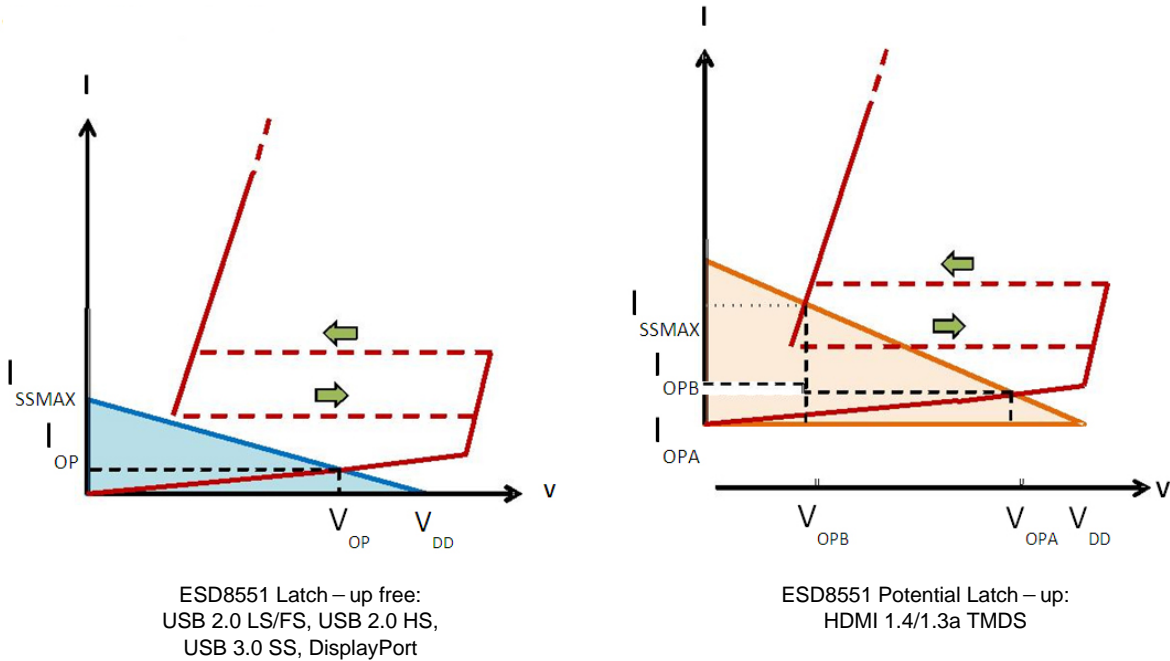 I
I
SSMAX
I
OP
V
OP
V
DD
V
ESD8551 Latch – up free:
USB 2.0 LS/FS, USB 2.0 HS,
USB 3.0 SS, DisplayPort
I
I
SSMAX
I
OPB
I
OPA
V
V
OPB
V
OPA
V
DD
ESD8551 Potential Latch – up:
HDMI 1.4/1.3a TMDS